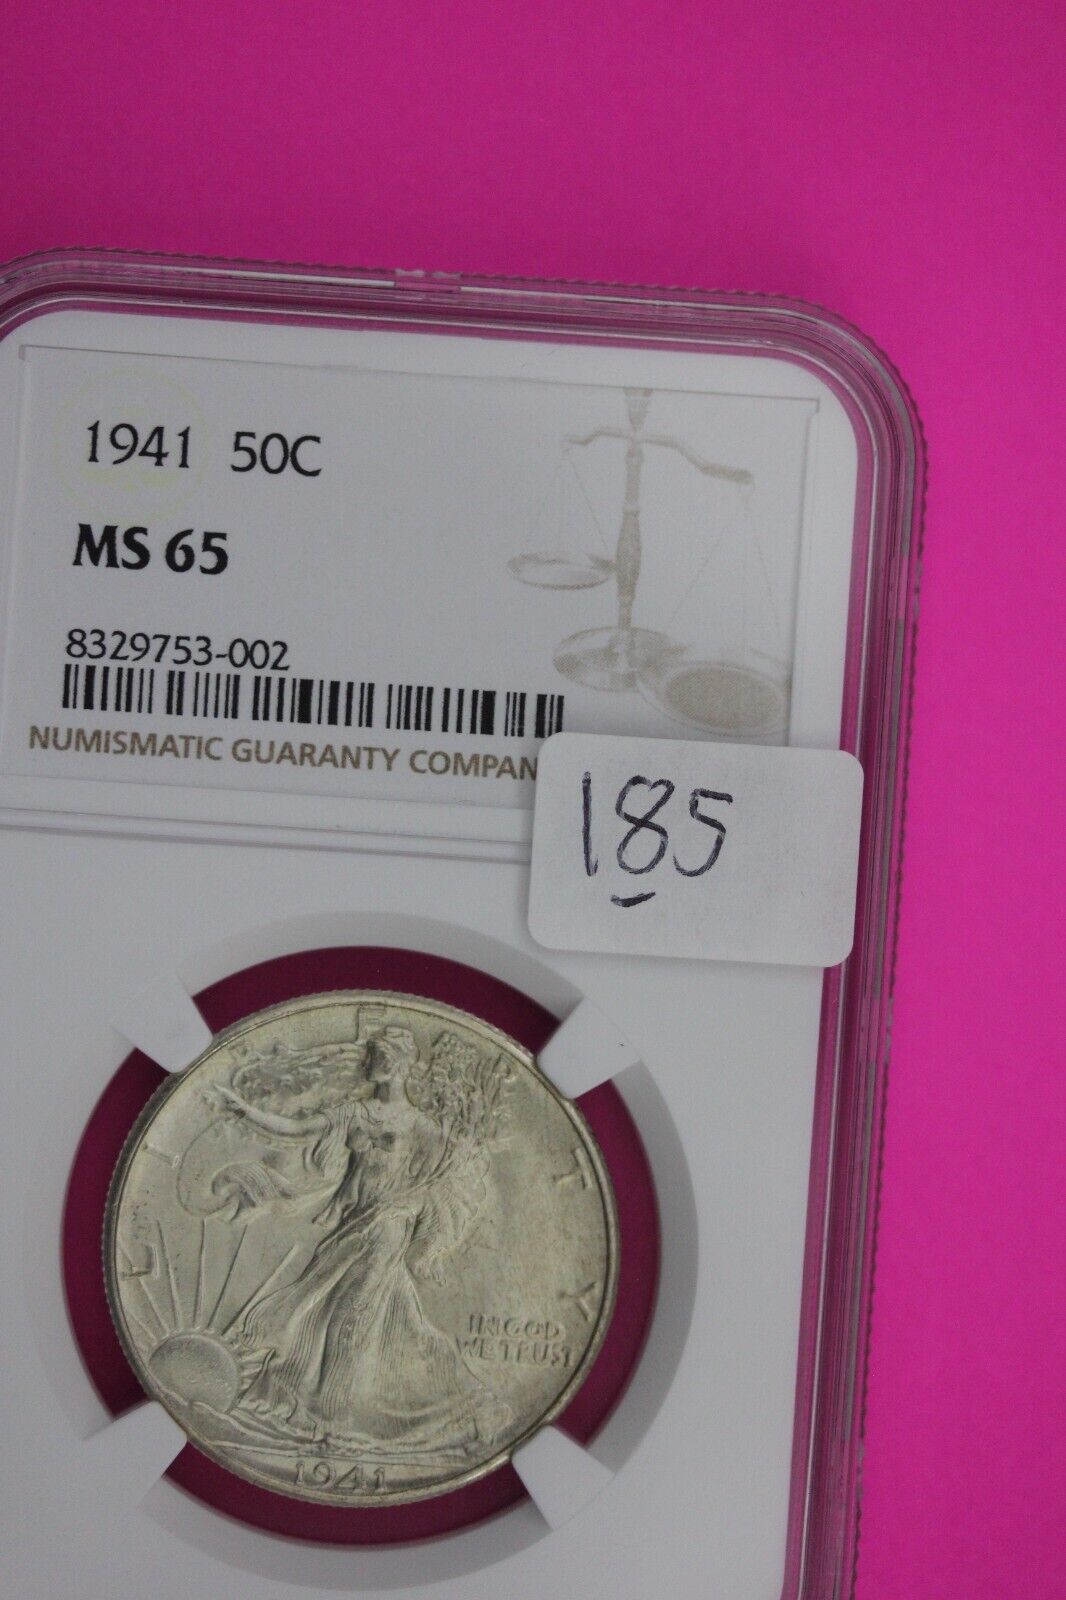 1941 50C
MS 65
8329753-002
NUMISMATIC GUARANTY COMPAN
185
LIBERTY
IN GOD
WE TRUST
1941